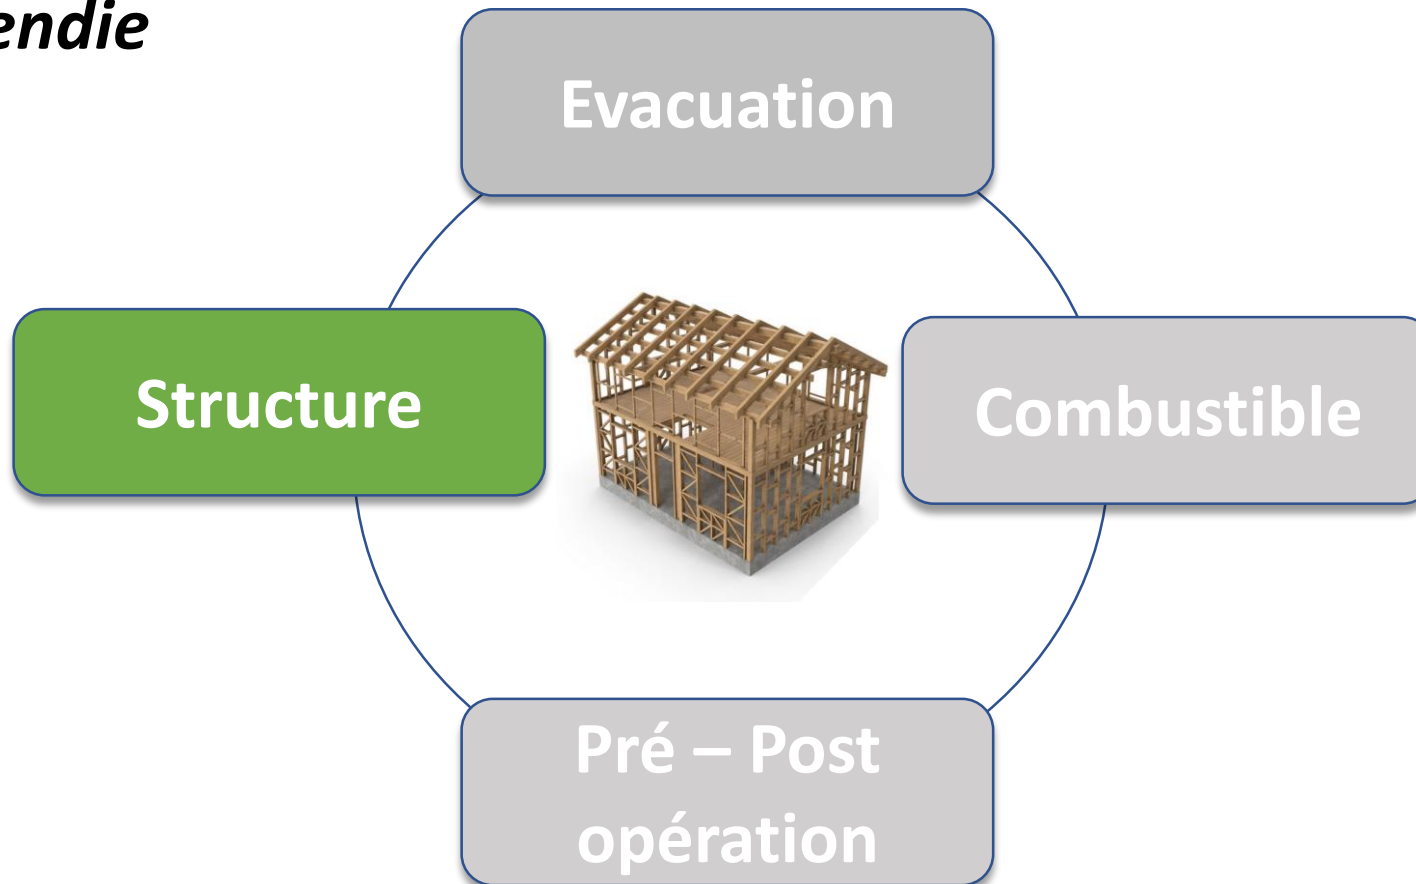 endie
Evacuation
Structure
Combustible
Pré – Post
opération